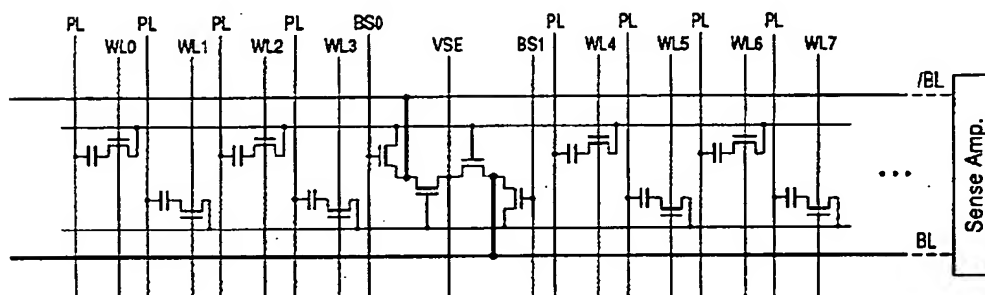 PL WL0 PL WL1 PL WL2 PL WL3 BS0 VSE BS1 PL WL4 PL WL5 PL WL6 PL WL7
/BL
BL
Sense Amp.